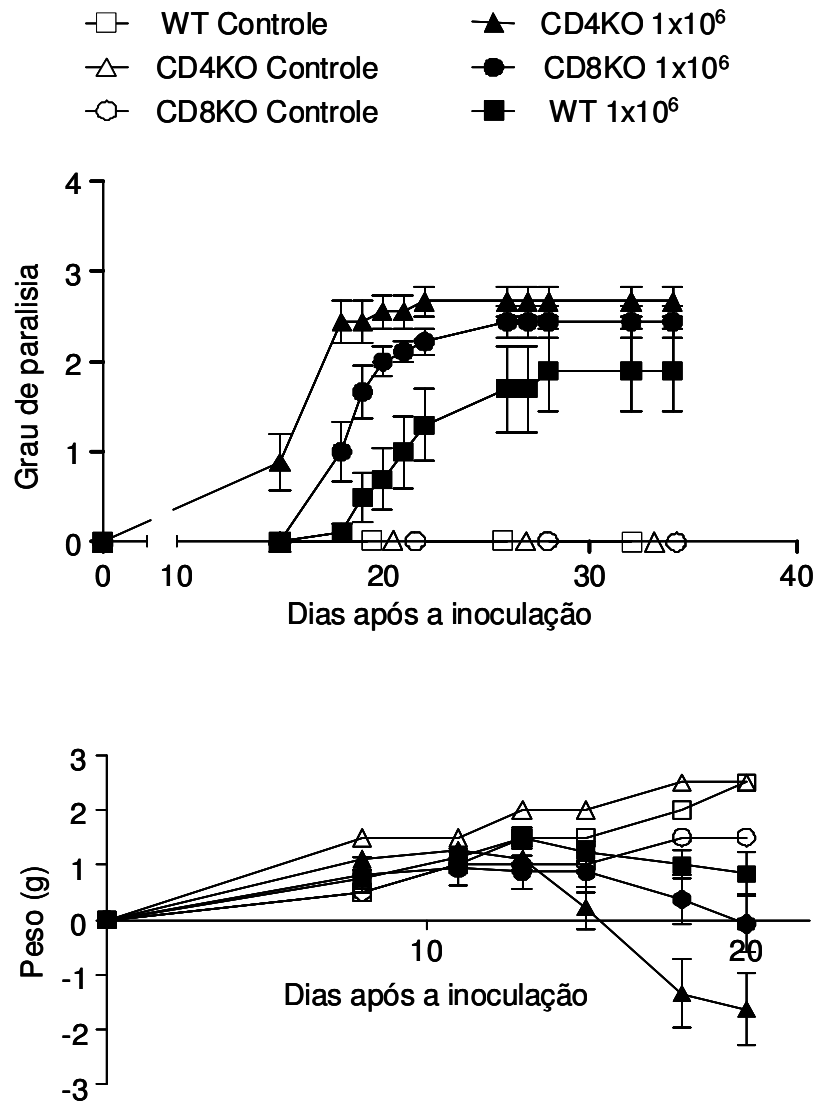 WT Controle
CD4KO Controle
CD8KO Controle
CD4KO 1x10⁶
CD8KO 1x10⁶
WT 1x10⁶
4
3
2
1
0
Grau de paralisia
0 10 20 30 40
Dias após a inoculação
3
2
1
0
-1
-2
-3
Peso (g)
10 20
Dias após a inoculação